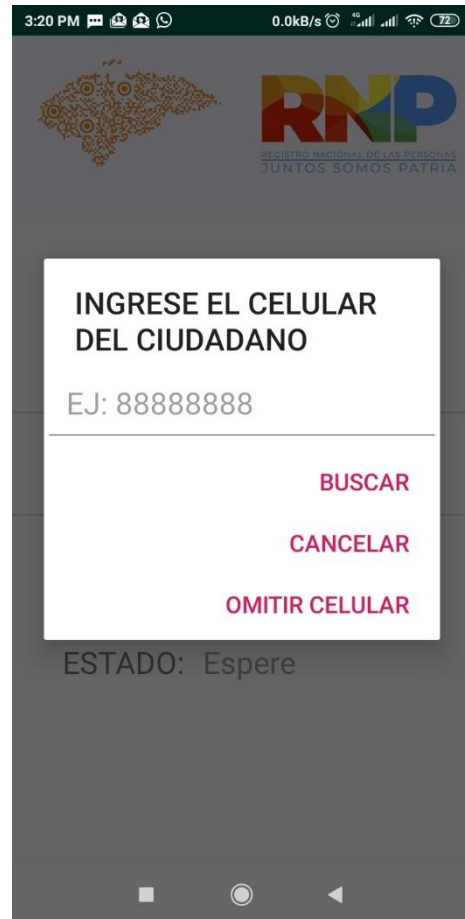 3:20 PM
0.0kB/s 4G 72
RNP
REGISTRO NACIONAL DE LAS PERSONAS
JUNTOS SOMOS PATRIA
INGRESE EL CELULAR
DEL CIUDADANO
EJ: 88888888
BUSCAR
CANCELAR
OMITIR CELULAR
ESTADO: Espere